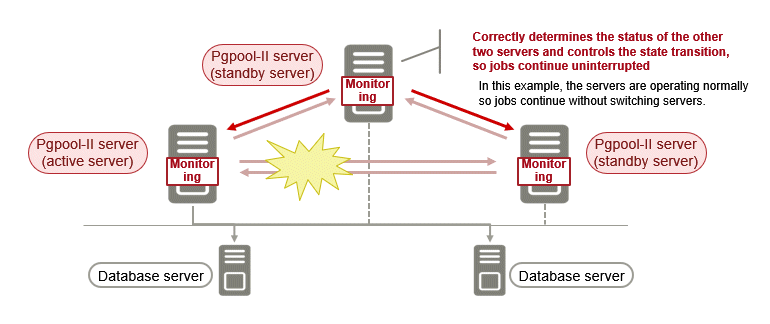 Correctly determines the status of the other
two servers and controls the state transition,
so jobs continue uninterrupted
In this example, the servers are operating normally
so jobs continue without switching servers.
Pgpool-II server
(standby server)
Monitor
ing
Pgpool-II server
(active server)
Monitor
ing
Monitor
ing
Pgpool-II server
(standby server)
Database server
Database server